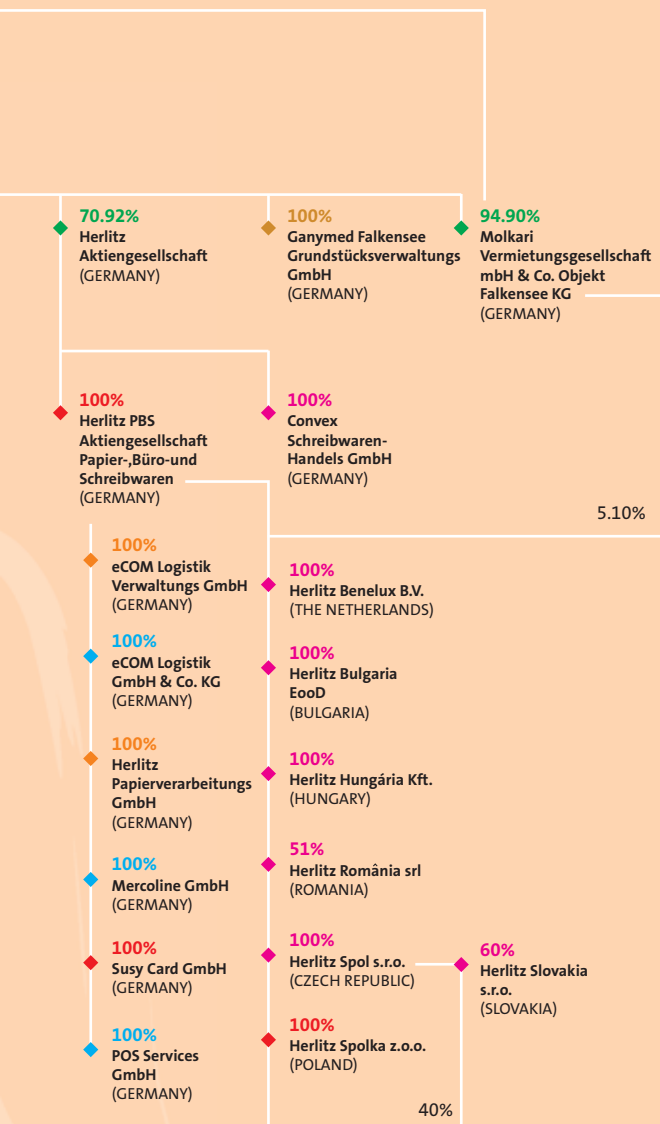 70.92%
Herlitz
Aktiengesellschaft
(GERMANY)
100%
Ganymed Falkensee
Grundstücksverwaltungs
GmbH
(GERMANY)
94.90%
Molkari
Vermietungsgesellschaft
mbH & Co. Objekt
Falkensee KG
(GERMANY)
100%
Herlitz PBS
Aktiengesellschaft
Papier-,Büro-und
Schreibwaren
(GERMANY)
100%
Convex
Schreibwaren-
Handels GmbH
(GERMANY)
5.10%
100%
eCOM Logistik
Verwaltungs GmbH
(GERMANY)
100%
eCOM Logistik
GmbH & Co. KG
(GERMANY)
100%
Herlitz
Papierverarbeitungs
GmbH
(GERMANY)
100%
Mercoline GmbH
(GERMANY)
100%
Susy Card GmbH
(GERMANY)
100%
POS Services
GmbH
(GERMANY)
100%
Herlitz Benelux B.V.
(THE NETHERLANDS)
100%
Herlitz Bulgaria
EooD
(BULGARIA)
100%
Herlitz Hungária Kft.
(HUNGARY)
51%
Herlitz România srl
(ROMANIA)
100%
Herlitz Spol s.r.o.
(CZECH REPUBLIC)
100%
Herlitz Spolka z.o.o.
(POLAND)
60%
Herlitz Slovakia
s.r.o.
(SLOVAKIA)
40%